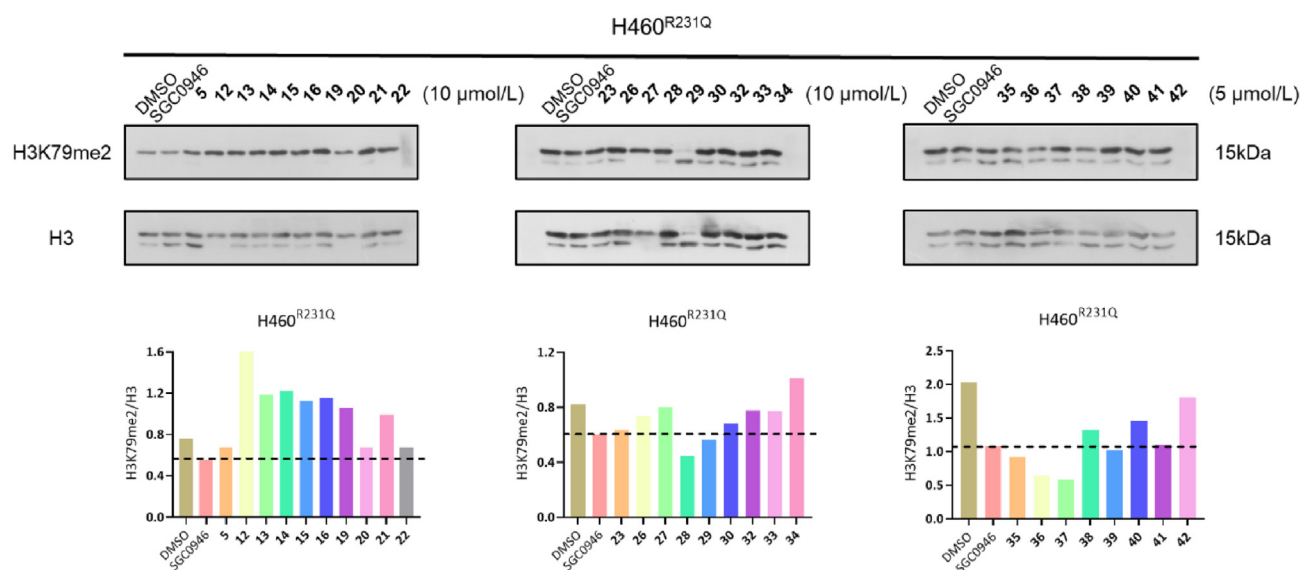 H460R231Q
DMSO SGC0946 5 12 13 14 15 16 19 20 21 22 (10 μmol/L) DMSO SGC0946 23 26 27 28 29 30 32 33 34 (10 μmol/L) DMSO SGC0946 35 36 37 38 39 40 41 42 (5 μmol/L)
H3K79me2 15kDa
H3 15kDa
H460R231Q
H3K79me2/H3
1.6
1.2
0.8
0.4
0.0
DMSO SGC0946 5 12 13 14 15 16 19 20 21 22
H460R231Q
H3K79me2/H3
1.2
0.8
0.4
0.0
DMSO SGC0946 23 26 27 28 29 30 32 33 34
H460R231Q
H3K79me2/H3
2.5
2.0
1.5
1.0
0.5
0.0
DMSO SGC0946 35 36 37 38 39 40 41 42